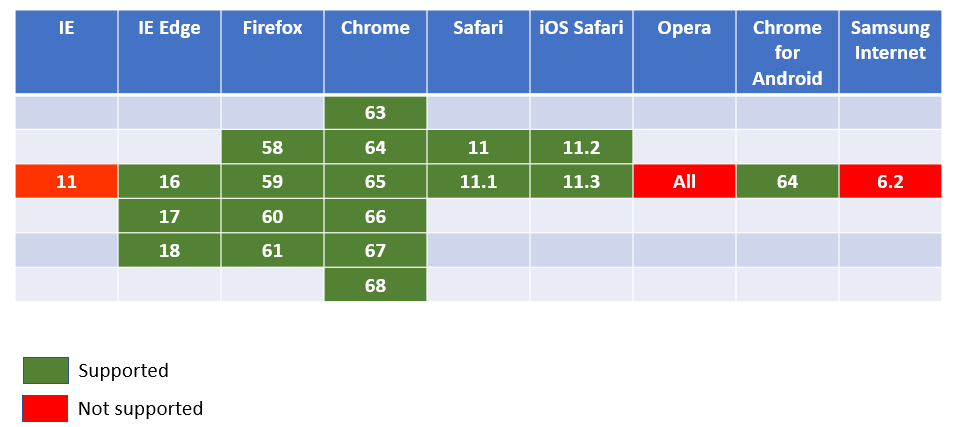 IE IE Edge Firefox Chrome Safari iOS Safari Opera Chrome for Android Samsung Internet
63
58 64 11 11.2
11 16 59 65 11.1 11.3 All 64 6.2
17 60 66
18 61 67
68
Supported
Not supported